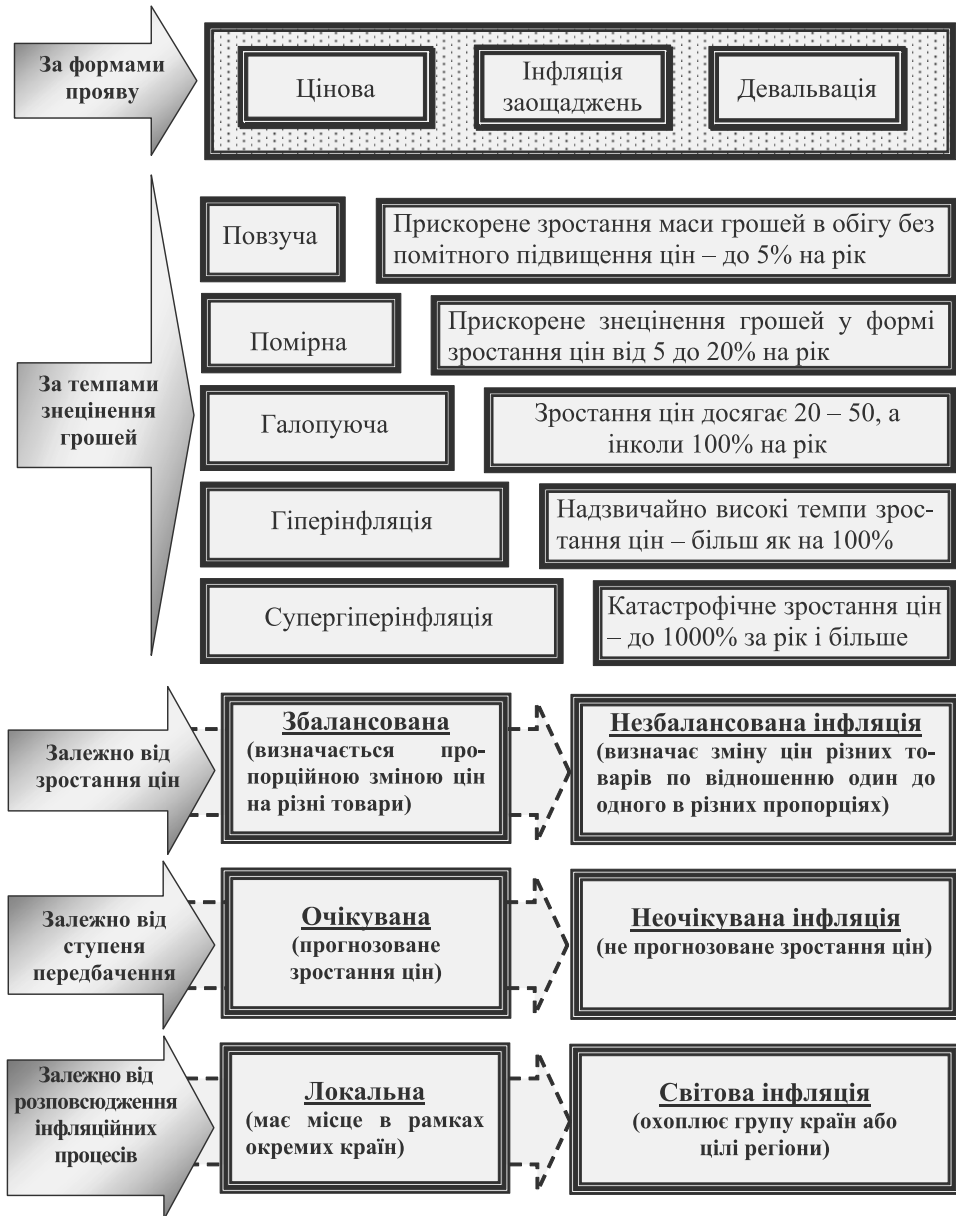 За формами
прояву
Цінова
Інфляція
заощаджень
Девальвація
За темпами
знецінення
грошей
Повзуча
Прискорене зростання маси грошей в обігу без
помітного підвищення цін – до 5% на рік
Помірна
Прискорене знецінення грошей у формі
зростання цін від 5 до 20% на рік
Галопуюча
Зростання цін досягає 20 – 50, а
інколи 100% на рік
Гіперінфляція
Надзвичайно високі темпи зрос-
тання цін – більш як на 100%
Супергіперінфляція
Катастрофічне зростання цін
– до 1000% за рік і більше
Залежно від
зростання цін
Збалансована
(визначається про-
порційною зміною цін
на різні товари)
Незбалансована інфляція
(визначає зміну цін різних то-
варів по відношенню один до
одного в різних пропорціях)
Залежно від
ступеня
передбачення
Очікувана
(прогнозоване
зростання цін)
Неочікувана інфляція
(не прогнозоване зростання цін)
Залежно від
розповсюдження
інфляційних
процесів
Локальна
(має місце в рамках
окремих країн)
Світова інфляція
(охоплює групу країн або
цілі регіони)